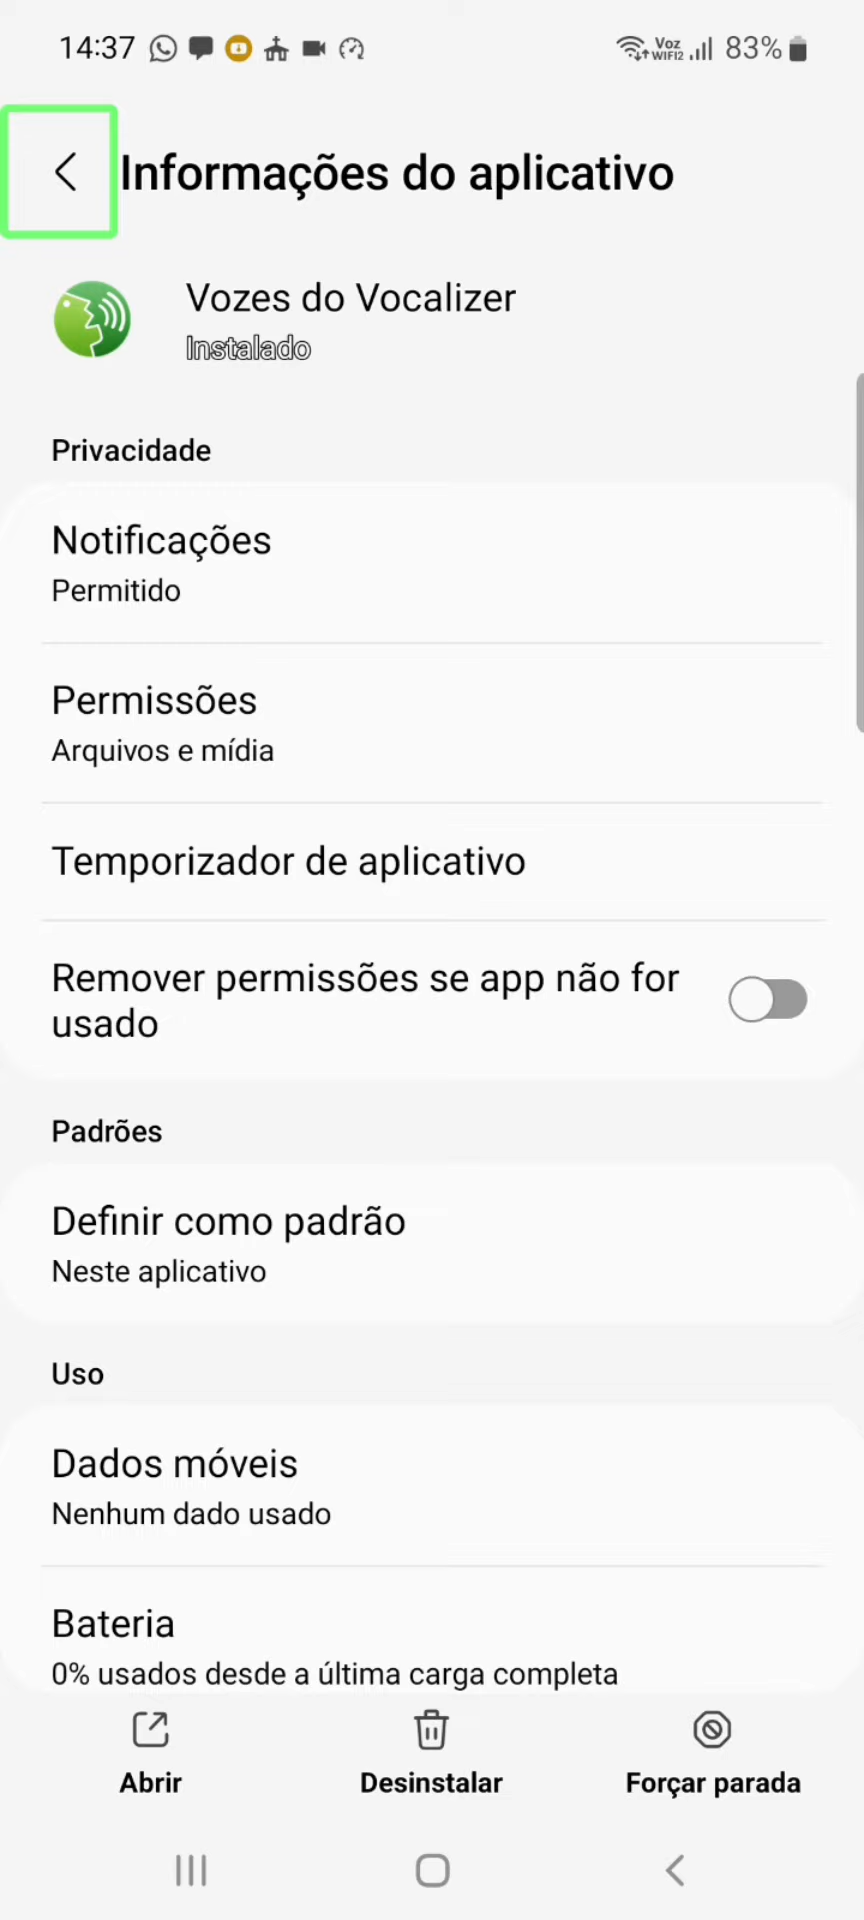 14:37 Voz WIFI2 83%
Informações do aplicativo
Vozes do Vocalizer
Instalado
Privacidade
Notificações
Permitido
Permissões
Arquivos e mídia
Temporizador de aplicativo
Remover permissões se app não for
usado
Padrões
Definir como padrão
Neste aplicativo
Uso
Dados móveis
Nenhum dado usado
Bateria
0% usados desde a última carga completa
Abrir Desinstalar Forçar parada